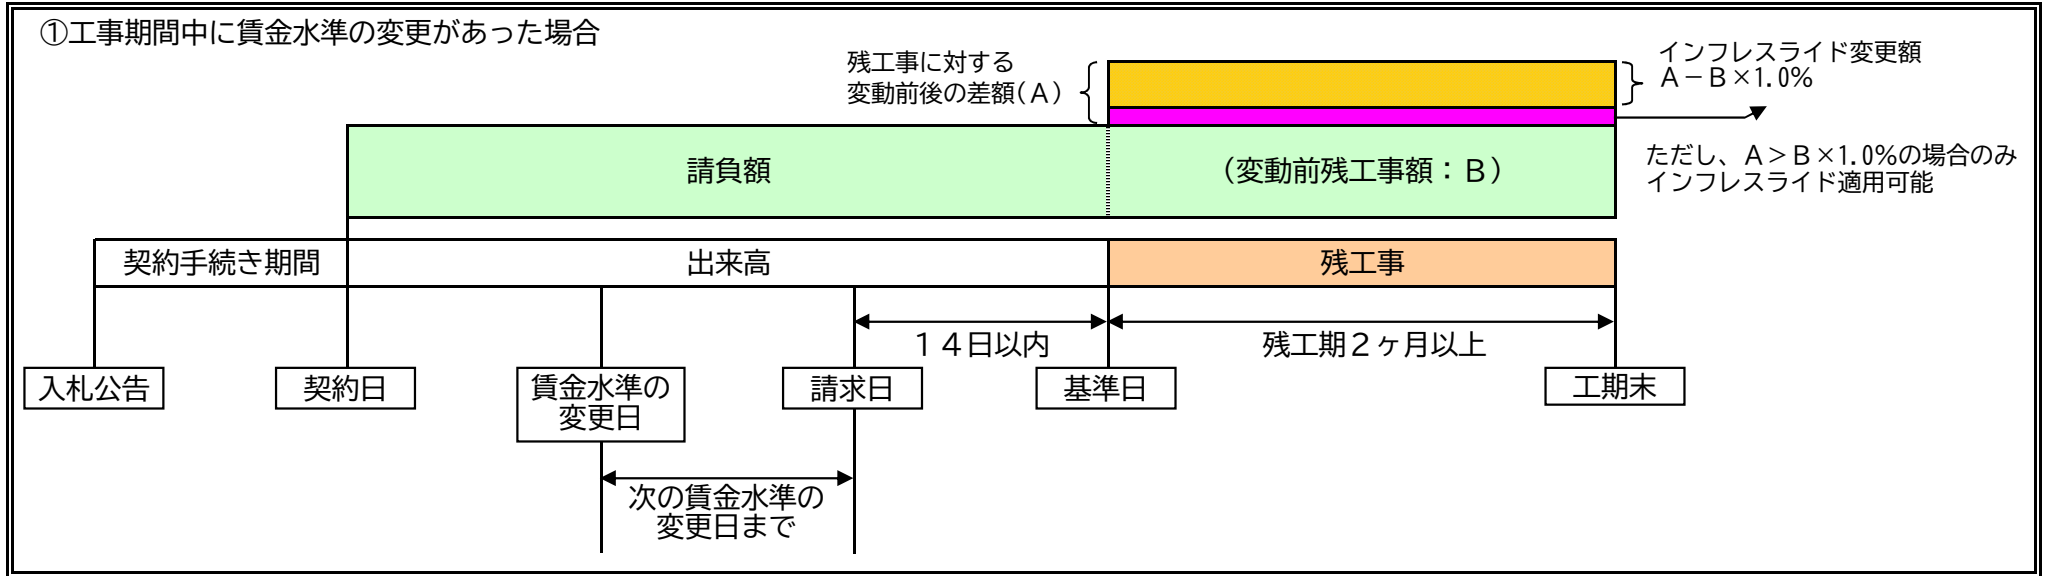 ①工事期間中に賃金水準の変更があった場合
残工事に対する
変動前後の差額(Ａ)
インフレスライド変更額
Ａ－Ｂ×1.0%
請負額
（変動前残工事額：Ｂ）
ただし、Ａ＞Ｂ×1.0%の場合のみ
インフレスライド適用可能
契約手続き期間
出来高
残工事
１４日以内
残工期２ヶ月以上
入札公告
契約日
賃金水準の
変更日
請求日
基準日
工期末
次の賃金水準の
変更日まで